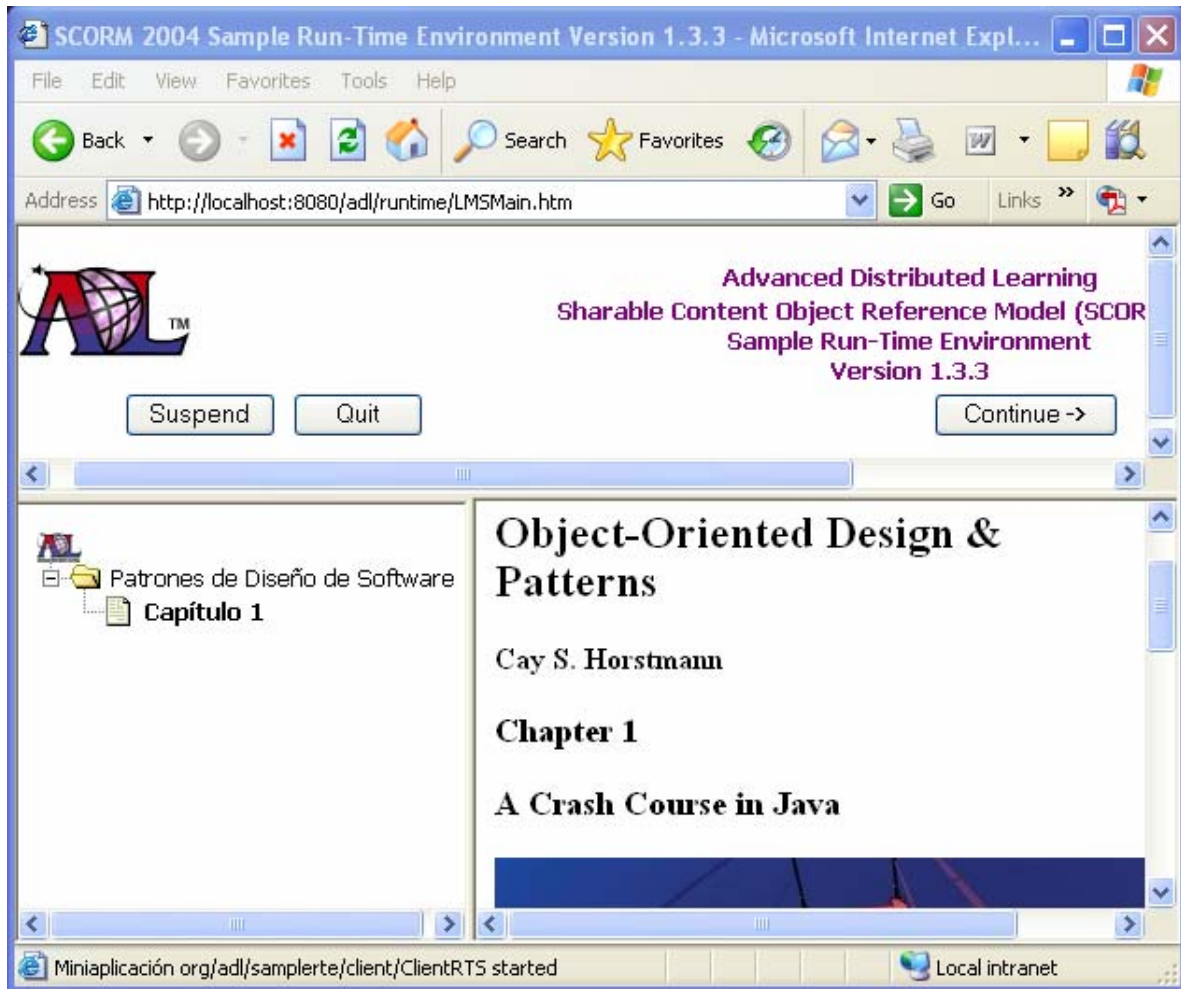 SCORM 2004 Sample Run-Time Environment Version 1.3.3 - Microsoft Internet Expl...
File Edit View Favorites Tools Help
Back Search Favorites
Address http://localhost:8080/adl/runtime/LMSMain.htm Go Links »
ADL TM
Advanced Distributed Learning
Sharable Content Object Reference Model (SCOR
Sample Run-Time Environment
Version 1.3.3
Suspend Quit Continue ->
ADL
Patrones de Diseño de Software
Capítulo 1
Object-Oriented Design &
Patterns
Cay S. Horstmann
Chapter 1
A Crash Course in Java
Miniaplicación org/adl/samplerte/client/ClientRTS started Local intranet